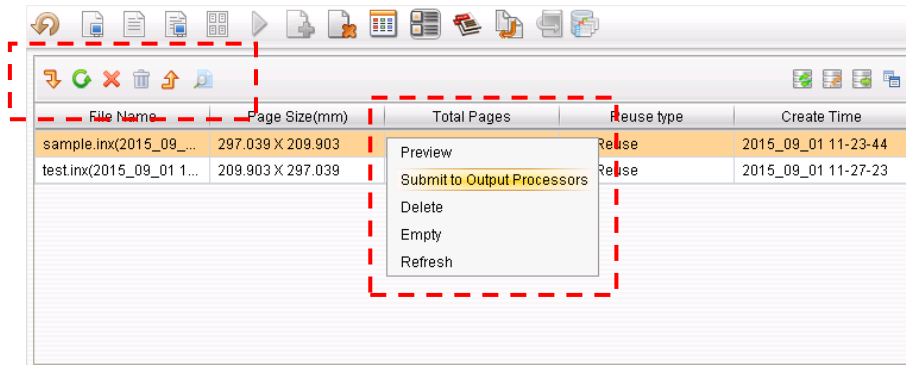 File Name Page Size(mm) Total Pages Reuse type Create Time
sample.inx(2015_09_... 297.039 X 209.903 Reuse 2015_09_01 11-23-44
test.inx(2015_09_01 1... 209.903 X 297.039 Reuse 2015_09_01 11-27-23
Preview
Submit to Output Processors
Delete
Empty
Refresh